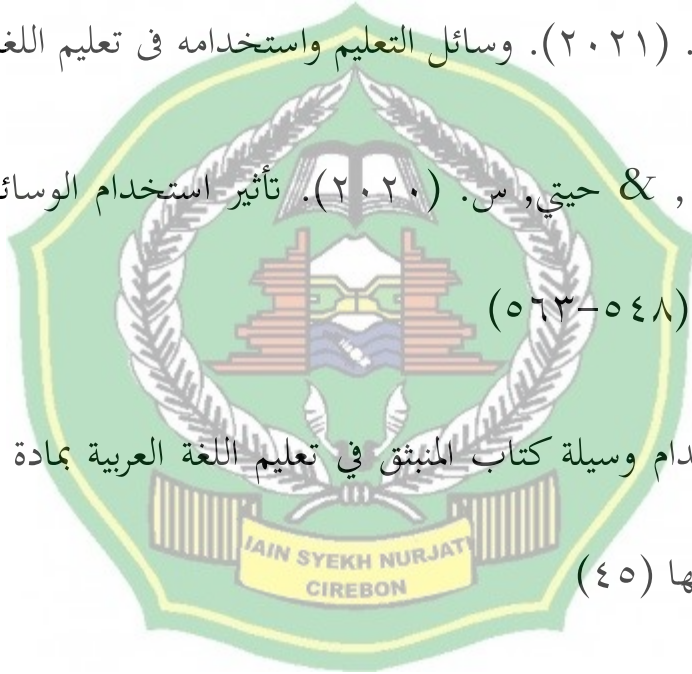 . (٢٠٢١). وسائل التعليم واستخدامه فى تعليم اللغ
, & حيتي, س. (٢٠٢٠). تأثير استخدام الوسائ
(٥٤٨–٥٦٣)
دام وسيلة كتاب المنبثق في تعليم اللغة العربية بمادة
ها (٤٥)
IAIN SYEKH NURJATI
CIREBON